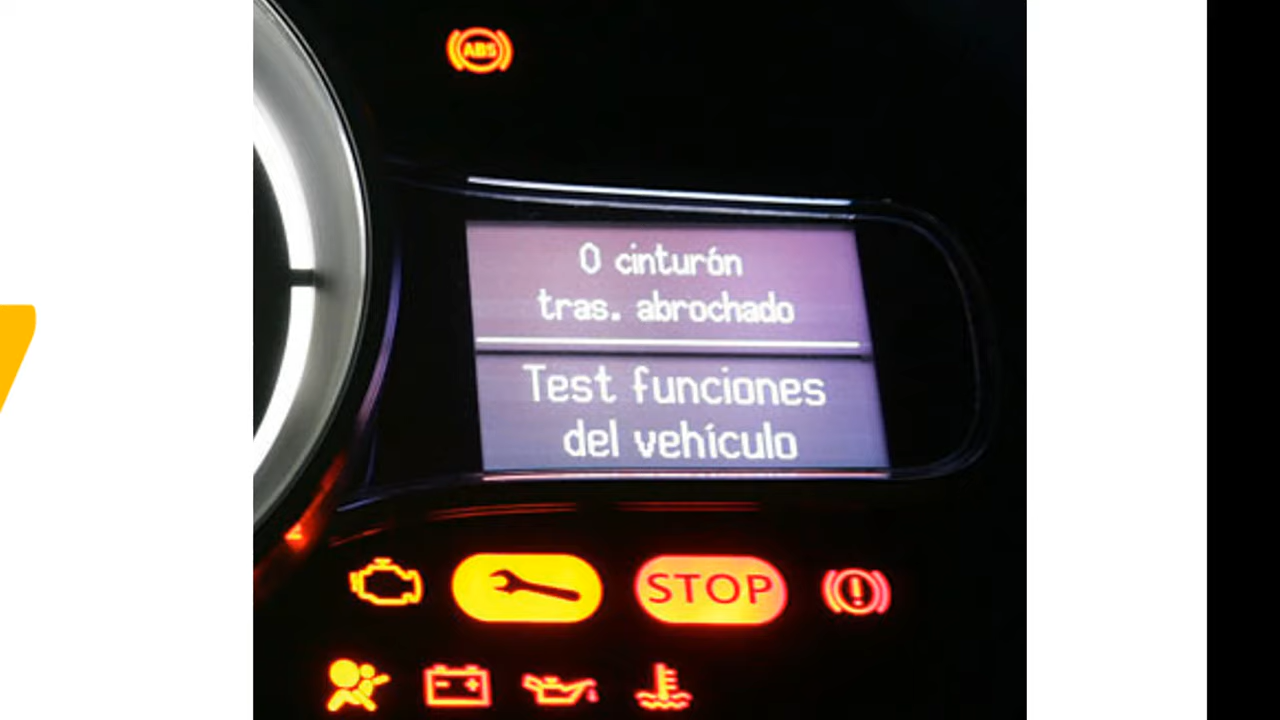 ABS
0 cinturón
tras. abrochado
Test funciones
del vehículo
STOP